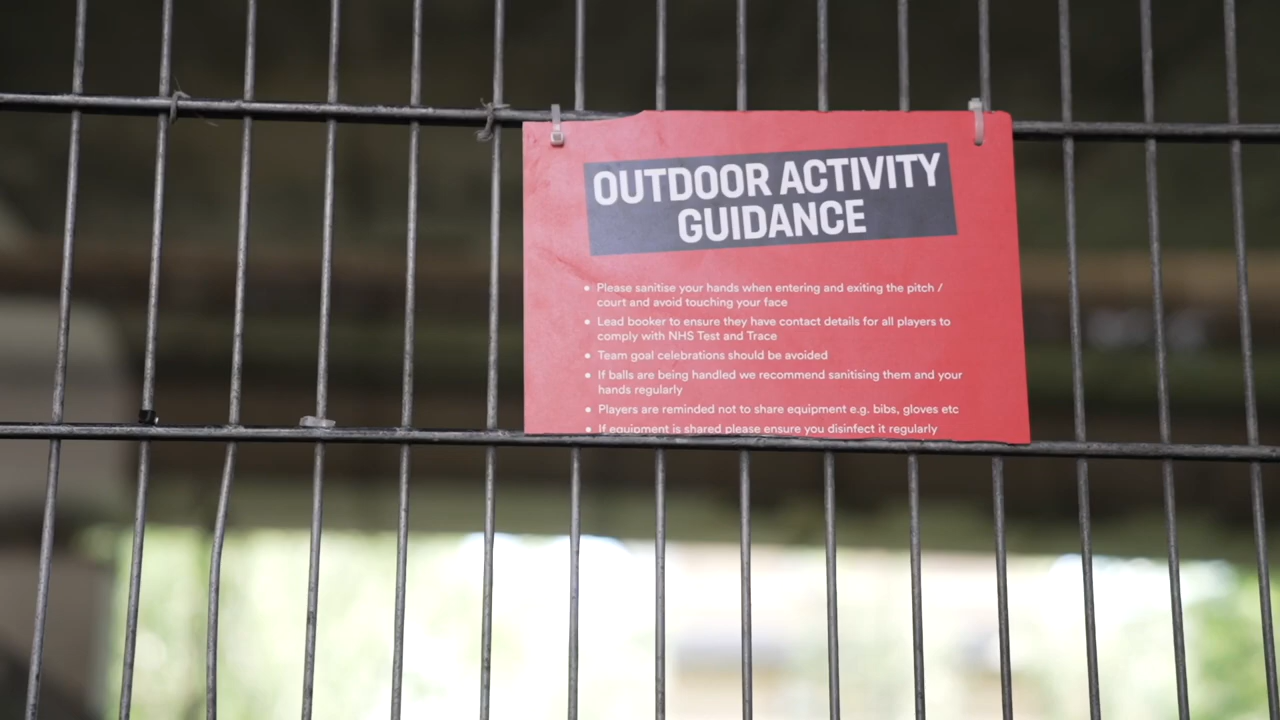 OUTDOOR ACTIVITY
GUIDANCE
• Please sanitise your hands when entering and exiting the pitch /
court and avoid touching your face
• Lead booker to ensure they have contact details for all players to
comply with NHS Test and Trace
• Team goal celebrations should be avoided
• If balls are being handled we recommend sanitising them and your
hands regularly
• Players are reminded not to share equipment e.g. bibs, gloves etc
• If equipment is shared please ensure you disinfect it regularly